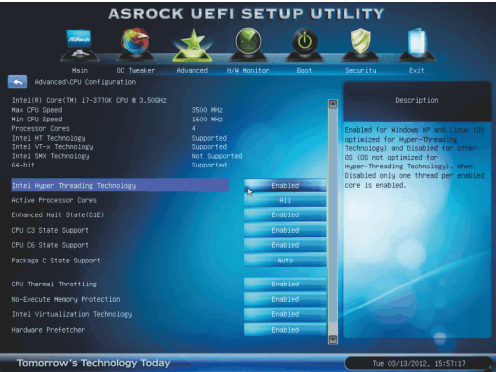 ASROCK UEFI SETUP UTILITY
ASRock
Main OC Tweaker Advanced H/W Monitor Boot Security Exit
Advanced\CPU Configuration
Intel(R) Core(TM) i7-3770K CPU @ 3.50GHz
Max CPU Speed 3500 MHz
Min CPU Speed 1600 MHz
Processor Cores 4
Intel HT Technology Supported
Intel VT-x Technology Supported
Intel SMX Technology Not Supported
64-bit Supported
Intel Hyper Threading Technology Enabled
Active Processor Cores All
Enhanced Halt State(C1E) Enabled
CPU C3 State Support Enabled
CPU C6 State Support Enabled
Package C State Support Auto
CPU Thermal Throttling Enabled
No-Execute Memory Protection Enabled
Intel Virtualization Technology Enabled
Hardware Prefetcher Enabled
Description
Enabled for Windows XP and Linux (OS
optimized for Hyper-Threading
Technology) and Disabled for other
OS (OS not optimized for
Hyper-Threading Technology). When
Disabled only one thread per enabled
core is enabled.
Tomorrow's Technology Today
Tue 03/13/2012, 15:57:17